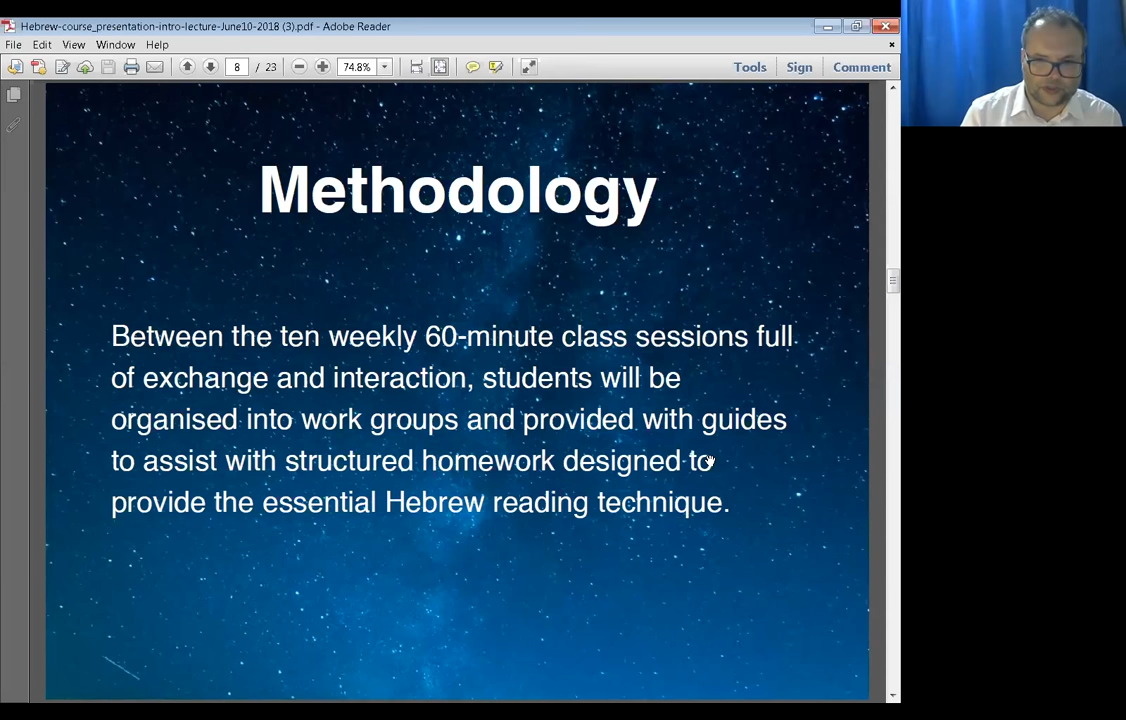 Hebrew-course_presentation-intro-lecture-June10-2018 (3).pdf - Adobe Reader
File Edit View Window Help
8 / 23 74.8% Tools Sign Comment
Methodology
Between the ten weekly 60-minute class sessions full
of exchange and interaction, students will be
organised into work groups and provided with guides
to assist with structured homework designed to
provide the essential Hebrew reading technique.